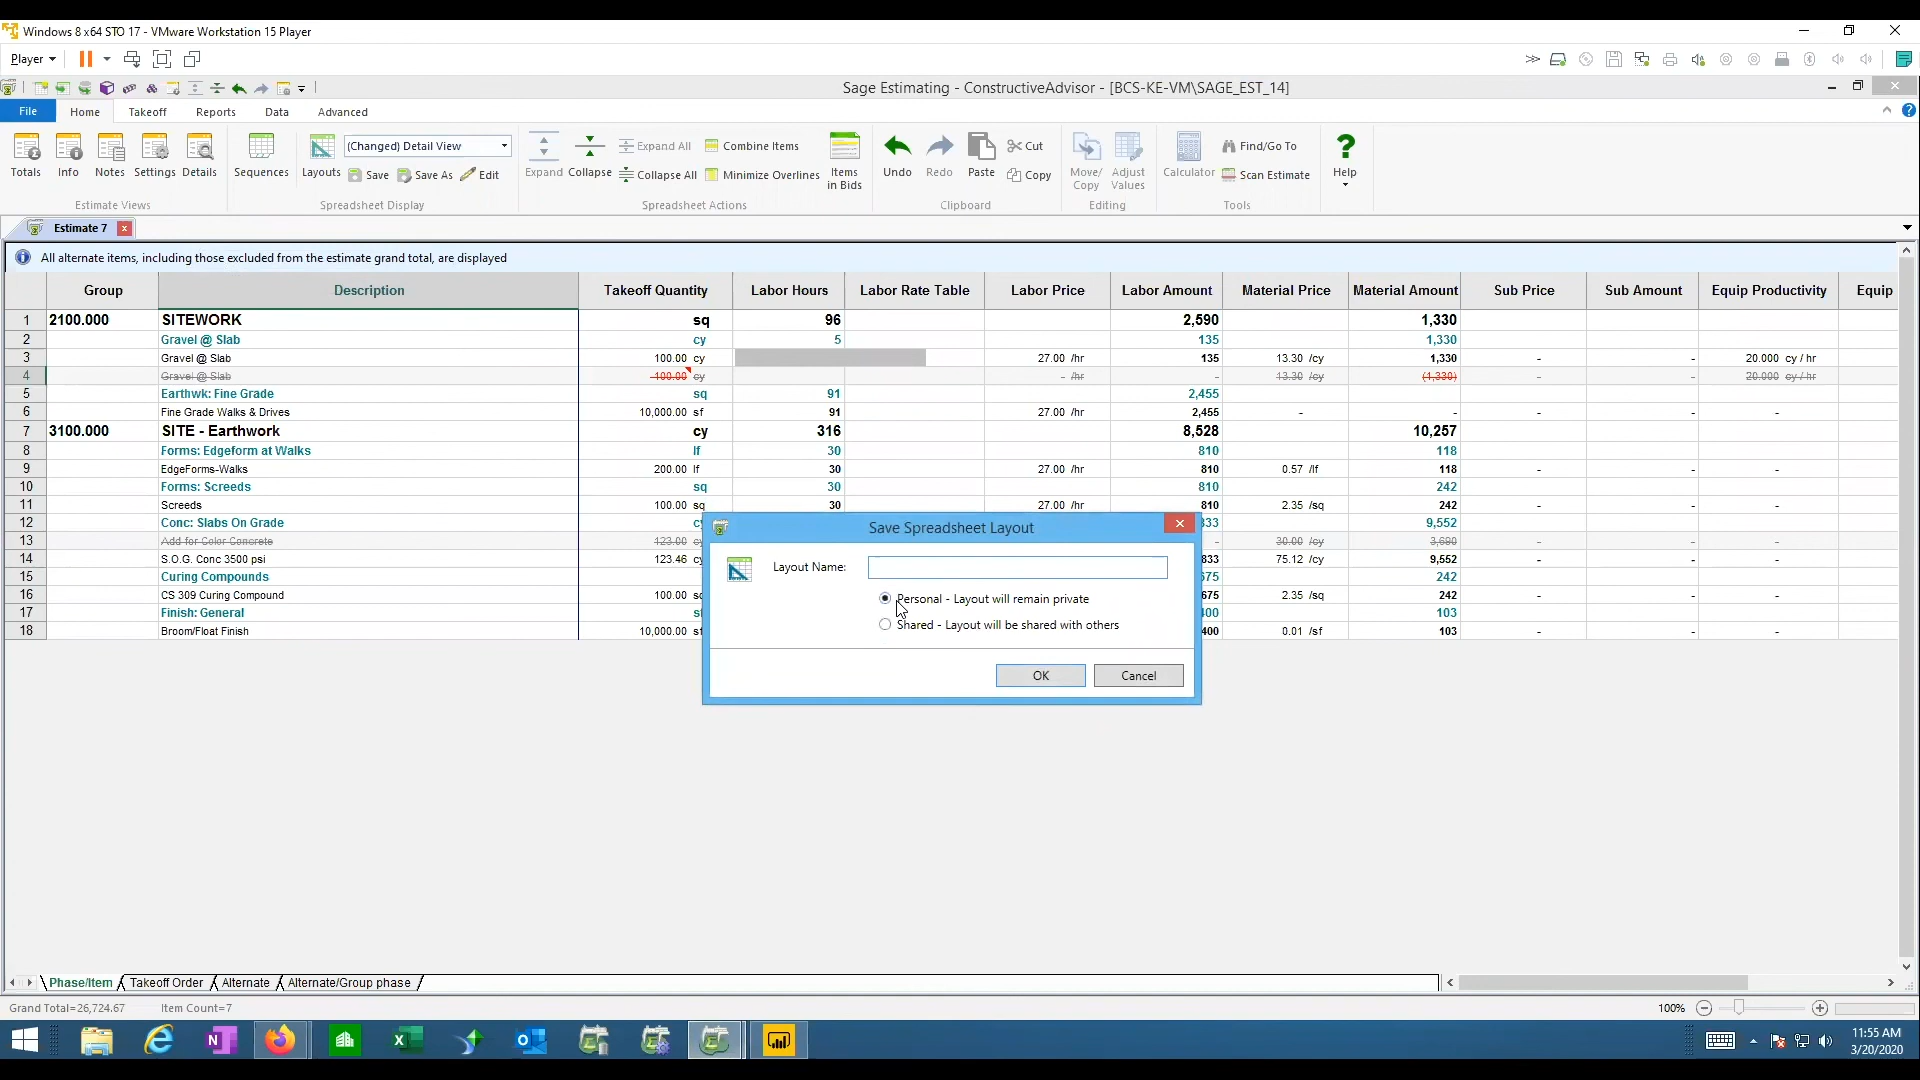 Windows 8 x64 STO 17 - VMware Workstation 15 Player
Player
Sage Estimating - ConstructiveAdvisor - [BCS-KE-VM\SAGE_EST_14]
File Home Takeoff Reports Data Advanced
(Changed) Detail View Expand All Combine Items Cut Find/Go To
Totals Info Notes Settings Details Sequences Layouts Save Save As Edit Expand Collapse Collapse All Minimize Overlines Items in Bids Undo Redo Paste Copy Move/ Copy Adjust Values Calculator Scan Estimate Help
Estimate Views Spreadsheet Display Spreadsheet Actions Clipboard Editing Tools
Estimate 7 x
All alternate items, including those excluded from the estimate grand total, are displayed
Group Description Takeoff Quantity Labor Hours Labor Rate Table Labor Price Labor Amount Material Price Material Amount Sub Price Sub Amount Equip Productivity Equip
1 2100.000 SITEWORK sq 96 2,590 1,330
2 Gravel @ Slab cy 5 135 1,330
3 Gravel @ Slab 100.00 cy 27.00 /hr 135 13.30 /cy 1,330 - - 20.000 cy / hr
4 Gravel @ Slab -100.00 cy - /hr - 13.30 /cy (1,330) - - 20.000 cy / hr
5 Earthwk: Fine Grade sq 91 2,455
6 Fine Grade Walks & Drives 10,000.00 sf 91 27.00 /hr 2,455 - - - - -
7 3100.000 SITE - Earthwork cy 316 8,528 10,257
8 Forms: Edgeform at Walks lf 30 810 118
9 EdgeForms-Walks 200.00 lf 30 27.00 /hr 810 0.57 /lf 118 - - -
10 Forms: Screeds sq 30 810 242
11 Screeds 100.00 sq 30 27.00 /hr 810 2.35 /sq 242 - - -
12 Conc: Slabs On Grade cy 833 9,552
13 Add for Color Concrete 123.00 cy - 30.00 /cy 3,690 - - -
14 S.O.G. Conc 3500 psi 123.46 cy 833 75.12 /cy 9,552 - - -
15 Curing Compounds 675 242
16 CS 309 Curing Compound 100.00 sq 675 2.35 /sq 242 - - -
17 Finish: General sf 400 103
18 Broom/Float Finish 10,000.00 sf 400 0.01 /sf 103 - - -
Save Spreadsheet Layout
Layout Name:
Personal - Layout will remain private
Shared - Layout will be shared with others
OK Cancel
Phase/Item Takeoff Order Alternate Alternate/Group phase
Grand Total=26,724.67 Item Count=7 100%
11:55 AM
3/20/2020